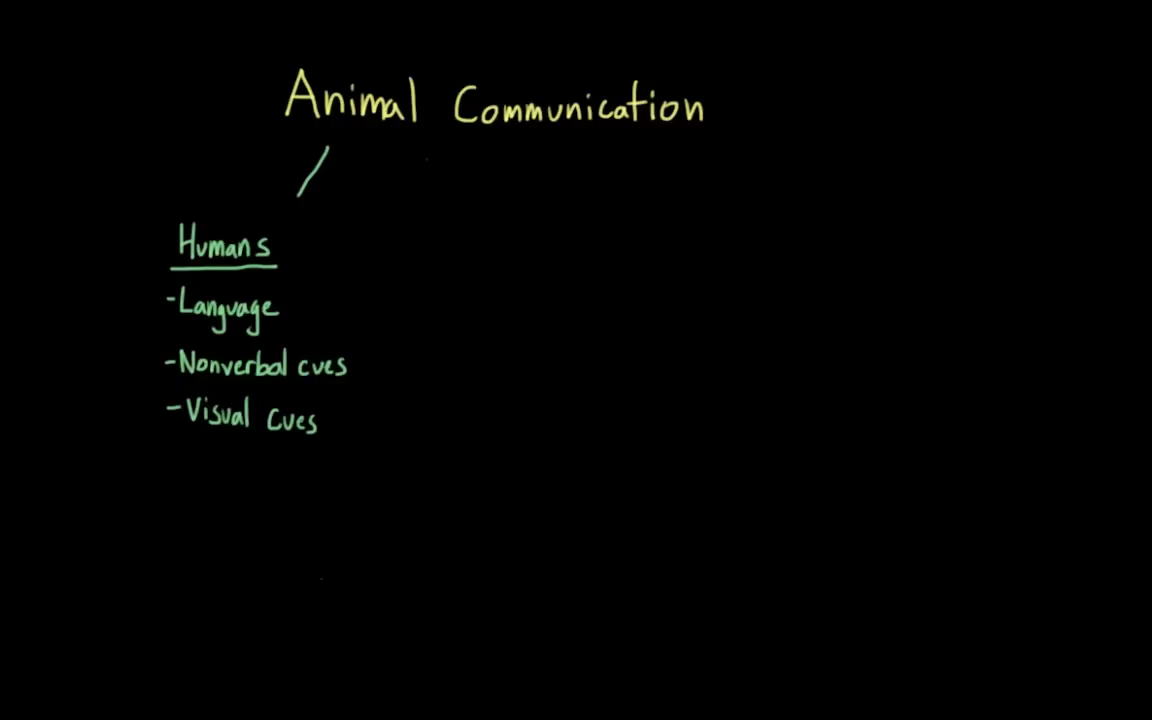 Animal Communication
Humans
-Language
-Nonverbal cues
-Visual Cues